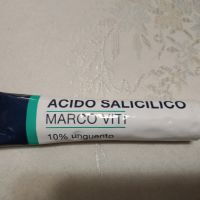 ACIDO SALICILICO
MARCO VITI
10% unguento